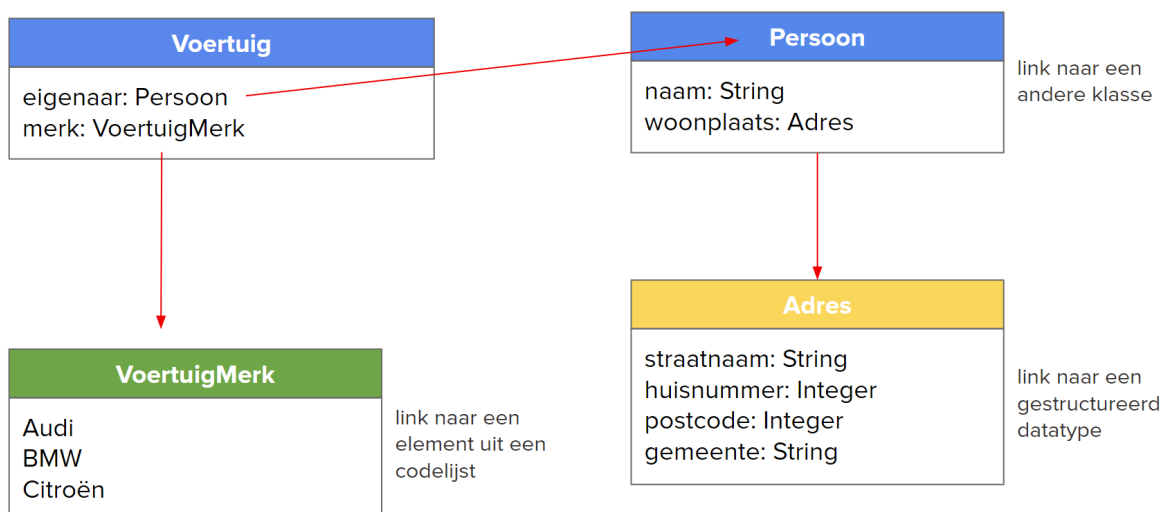 Voertuig
eigenaar: Persoon
merk: VoertuigMerk
Persoon
naam: String
woonplaats: Adres
link naar een
andere klasse
VoertuigMerk
Audi
BMW
Citroën
link naar een
element uit een
codelijst
Adres
straatnaam: String
huisnummer: Integer
postcode: Integer
gemeente: String
link naar een
gestructureerd
datatype